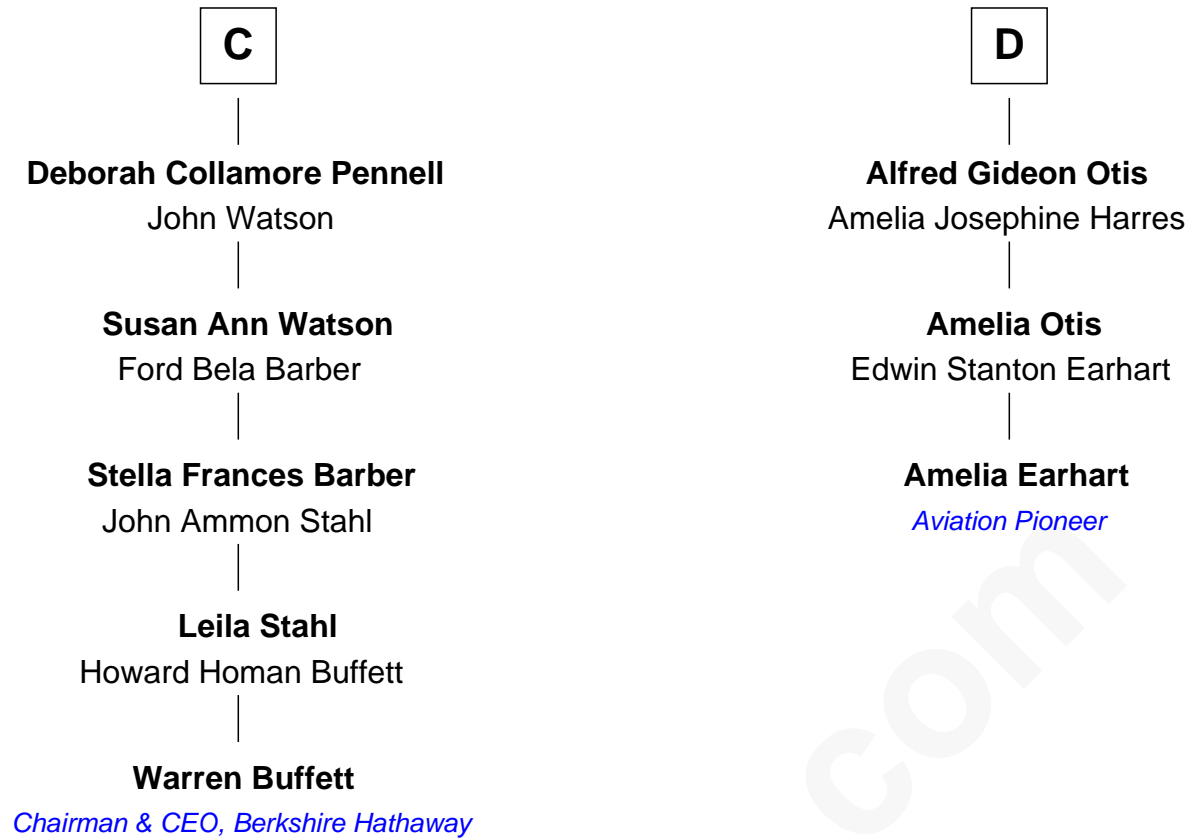 C
Deborah Collamore Pennell
John Watson
Susan Ann Watson
Ford Bela Barber
Stella Frances Barber
John Ammon Stahl
Leila Stahl
Howard Homan Buffett
Warren Buffett
Chairman & CEO, Berkshire Hathaway
D
Alfred Gideon Otis
Amelia Josephine Harres
Amelia Otis
Edwin Stanton Earhart
Amelia Earhart
Aviation Pioneer
com